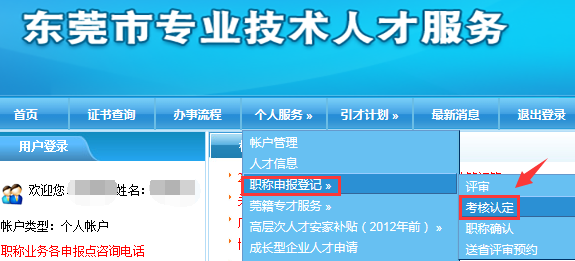 东莞市专业技术人才服务
首页 证书查询 办事流程 个人服务 » 引才计划 » 最新消息 退出登录
用户登录
欢迎您 姓名：
帐户类型：个人帐户
职称业务各申报点咨询电话
帐户管理
人才信息
职称申报登记 »
莞籍专才服务 »
高层次人才安家补贴（2012年前） »
成长型企业人才申请
评审
考核认定
职称确认
送省评审预约